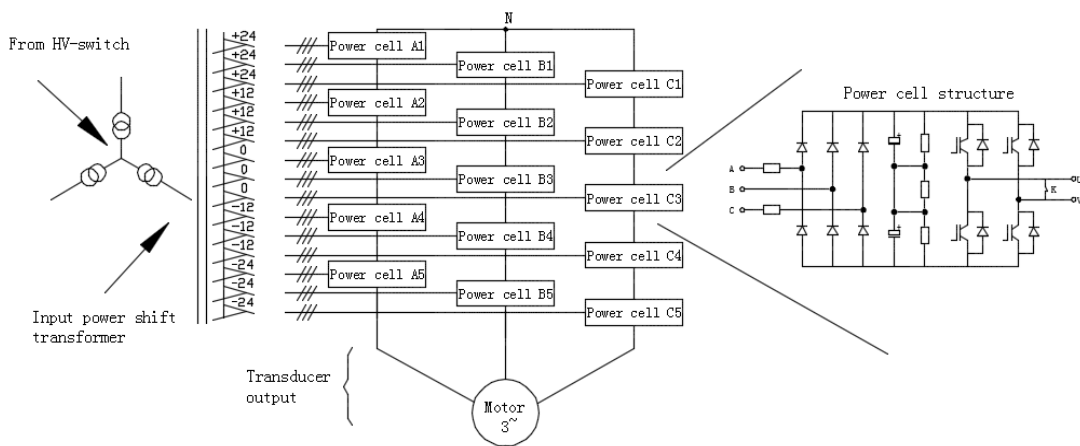 N
From HV-switch
+24
+24
+24
+12
+12
+12
0
0
0
-12
-12
-12
-24
-24
-24
Power cell A1
Power cell B1
Power cell C1
Power cell A2
Power cell B2
Power cell C2
Power cell A3
Power cell B3
Power cell C3
Power cell A4
Power cell B4
Power cell C4
Power cell A5
Power cell B5
Power cell C5
Input power shift
transformer
Transducer
output
Motor
3~
Power cell structure
A
B
C
+
+
K